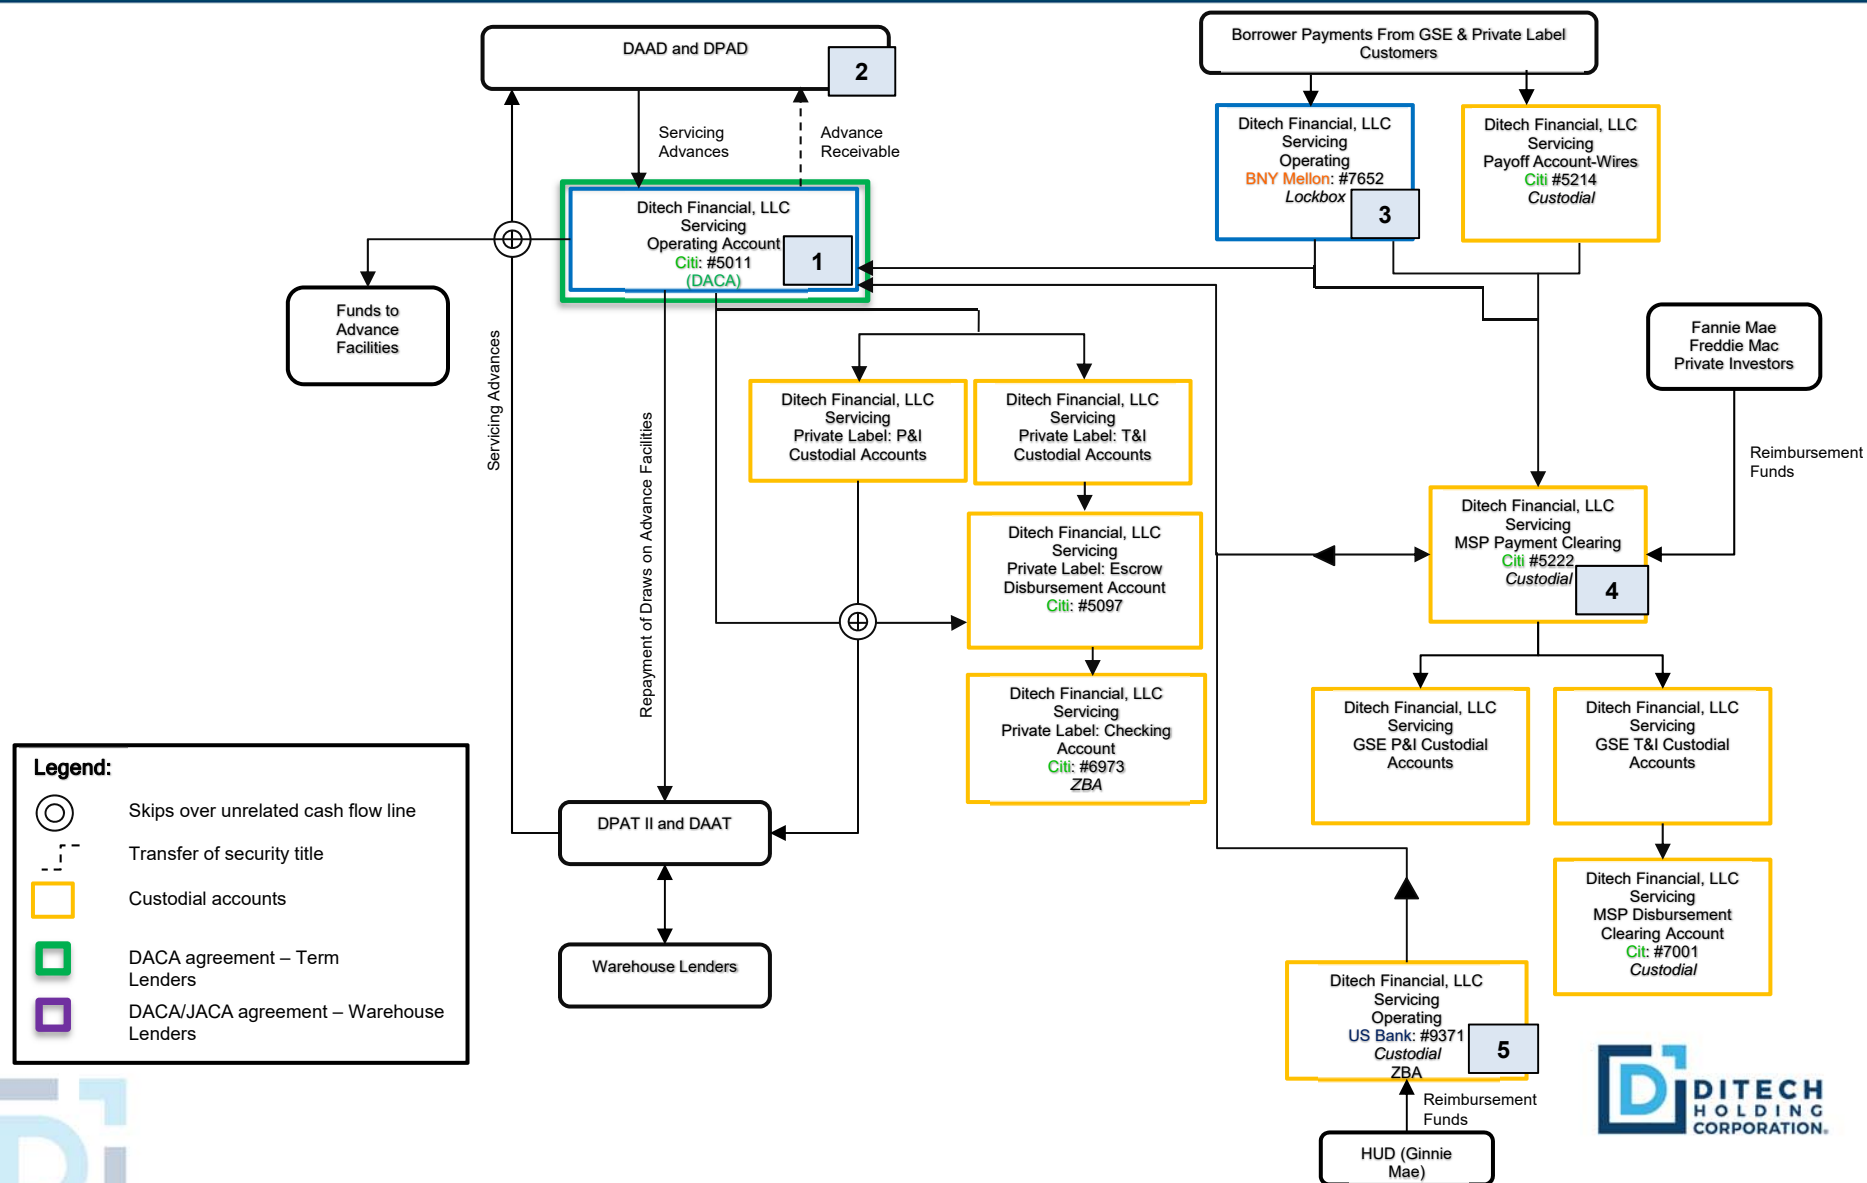 DAAD and DPAD
2
Borrower Payments From GSE & Private Label
Customers
Servicing
Advances
Advance
Receivable
Ditech Financial, LLC
Servicing
Operating
BNY Mellon: #7652
Lockbox
3
Ditech Financial, LLC
Servicing
Payoff Account-Wires
Citi #5214
Custodial
Ditech Financial, LLC
Servicing
Operating Account
Citi: #5011
(DACA)
1
Funds to
Advance
Facilities
Servicing Advances
Repayment of Draws on Advance Facilities
Fannie Mae
Freddie Mac
Private Investors
Reimbursement
Funds
Ditech Financial, LLC
Servicing
Private Label: P&I
Custodial Accounts
Ditech Financial, LLC
Servicing
Private Label: T&I
Custodial Accounts
Ditech Financial, LLC
Servicing
MSP Payment Clearing
Citi #5222
Custodial
4
Ditech Financial, LLC
Servicing
Private Label: Escrow
Disbursement Account
Citi: #5097
Ditech Financial, LLC
Servicing
Private Label: Checking
Account
Citi: #6973
ZBA
Ditech Financial, LLC
Servicing
GSE P&I Custodial
Accounts
Ditech Financial, LLC
Servicing
GSE T&I Custodial
Accounts
DPAT II and DAAT
Warehouse Lenders
Ditech Financial, LLC
Servicing
MSP Disbursement
Clearing Account
Cit: #7001
Custodial
Ditech Financial, LLC
Servicing
Operating
US Bank: #9371
Custodial
ZBA
5
Reimbursement
Funds
HUD (Ginnie
Mae)
Legend:
Skips over unrelated cash flow line
Transfer of security title
Custodial accounts
DACA agreement – Term
Lenders
DACA/JACA agreement – Warehouse
Lenders
DITECH
HOLDING
CORPORATION.